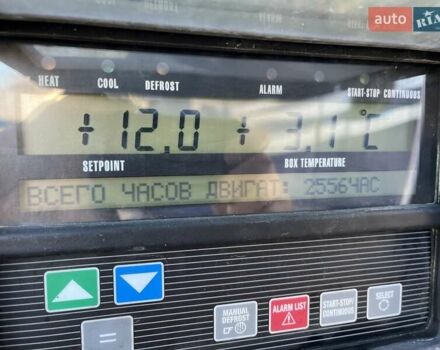 auto RIA
HEAT COOL DEFROST ALARM START-STOP CONTINUOUS
+12.0 + 3.1°C
SETPOINT BOX TEMPERATURE
ВСЕГО ЧАСОВ ДВИГАТ: 25564ЧАС
MANUAL DEFROST
ALARM LIST
START-STOP/ CONTINUOUS
SELECT
=